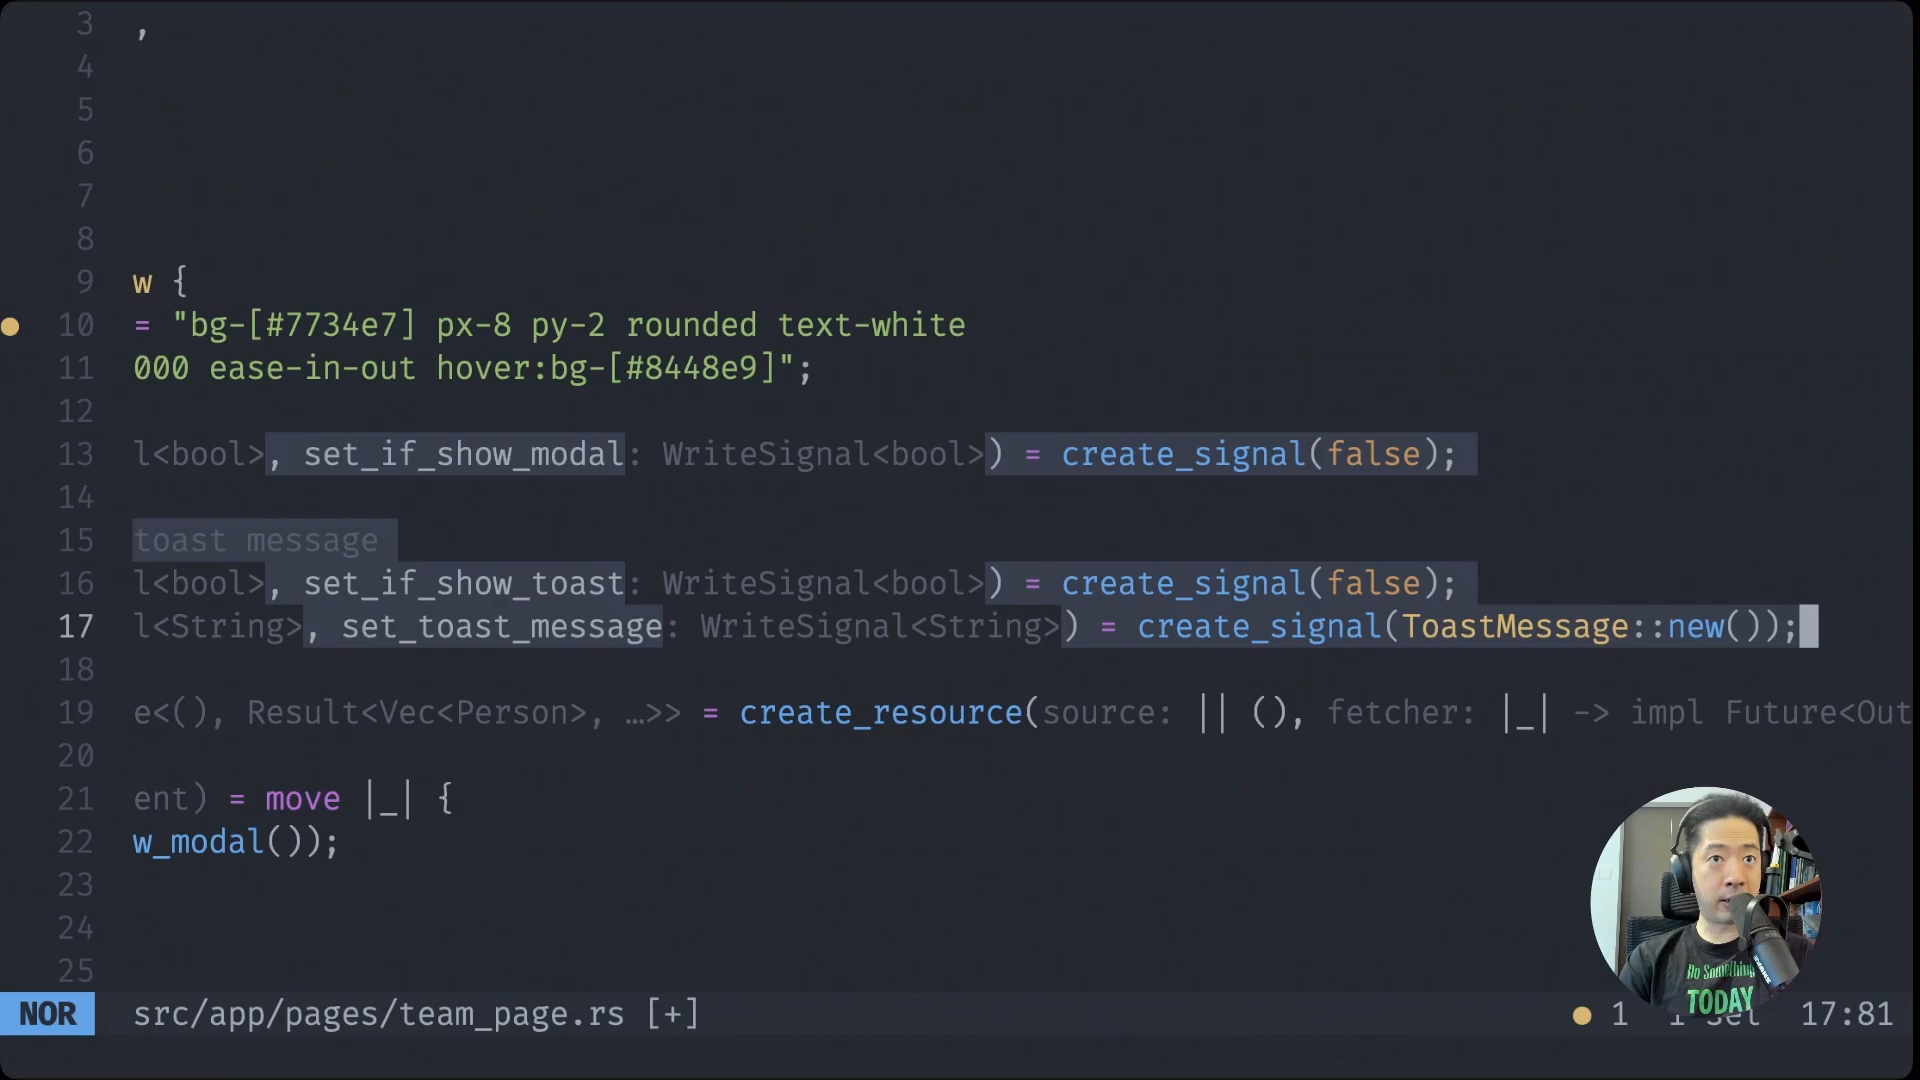 3 ,
4
5
6
7
8
9 w {
10 = "bg-[#7734e7] px-8 py-2 rounded text-white
11 000 ease-in-out hover:bg-[#8448e9]";
12
13 l<bool>, set_if_show_modal: WriteSignal<bool>) = create_signal(false);
14
15 toast message
16 l<bool>, set_if_show_toast: WriteSignal<bool>) = create_signal(false);
17 l<String>, set_toast_message: WriteSignal<String>) = create_signal(ToastMessage::new());
18
19 e<(), Result<Vec<Person>, …>> = create_resource(source: || (), fetcher: |_| -> impl Future<Out
20
21 ent) = move |_| {
22 w_modal());
23
24
25
Do Something
TODAY
NOR src/app/pages/team_page.rs [+] 1 1 sel 17:81